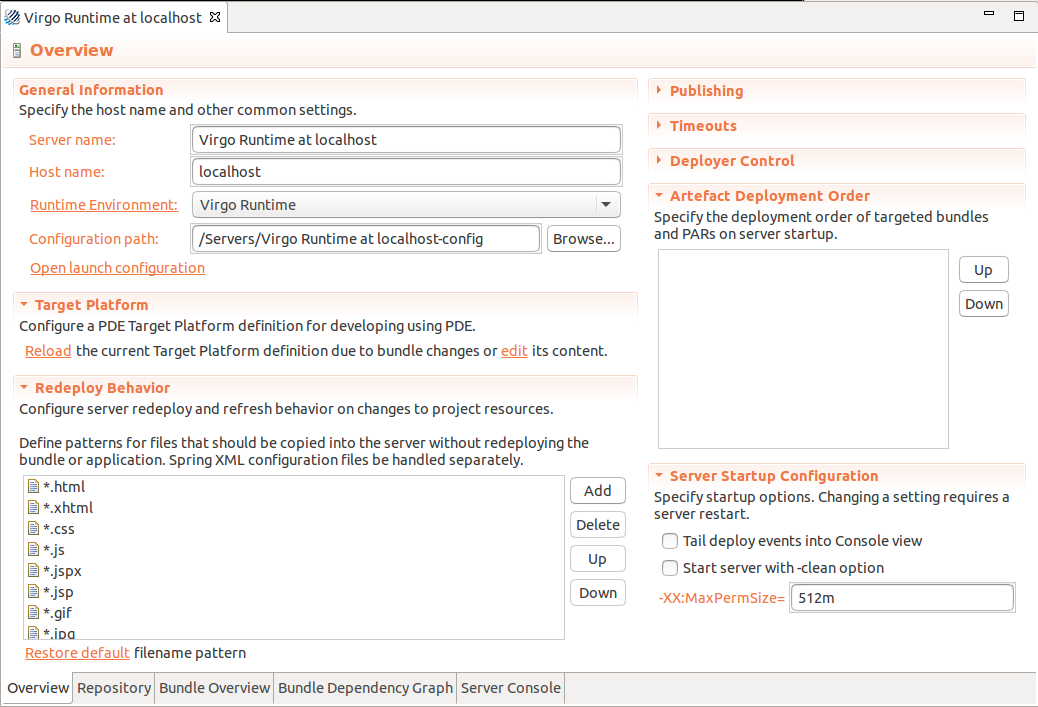 Virgo Runtime at localhost
Overview
General Information
Specify the host name and other common settings.
Server name: Virgo Runtime at localhost
Host name: localhost
Runtime Environment: Virgo Runtime
Configuration path: /Servers/Virgo Runtime at localhost-config Browse...
Open launch configuration
Target Platform
Configure a PDE Target Platform definition for developing using PDE.
Reload the current Target Platform definition due to bundle changes or edit its content.
Redeploy Behavior
Configure server redeploy and refresh behavior on changes to project resources.
Define patterns for files that should be copied into the server without redeploying the
bundle or application. Spring XML configuration files be handled separately.
*.html
*.xhtml
*.css
*.js
*.jspx
*.jsp
*.gif
*.jpg
Add
Delete
Up
Down
Restore default filename pattern
Publishing
Timeouts
Deployer Control
Artefact Deployment Order
Specify the deployment order of targeted bundles
and PARs on server startup.
Up
Down
Server Startup Configuration
Specify startup options. Changing a setting requires a
server restart.
Tail deploy events into Console view
Start server with -clean option
-XX:MaxPermSize= 512m
Overview Repository Bundle Overview Bundle Dependency Graph Server Console